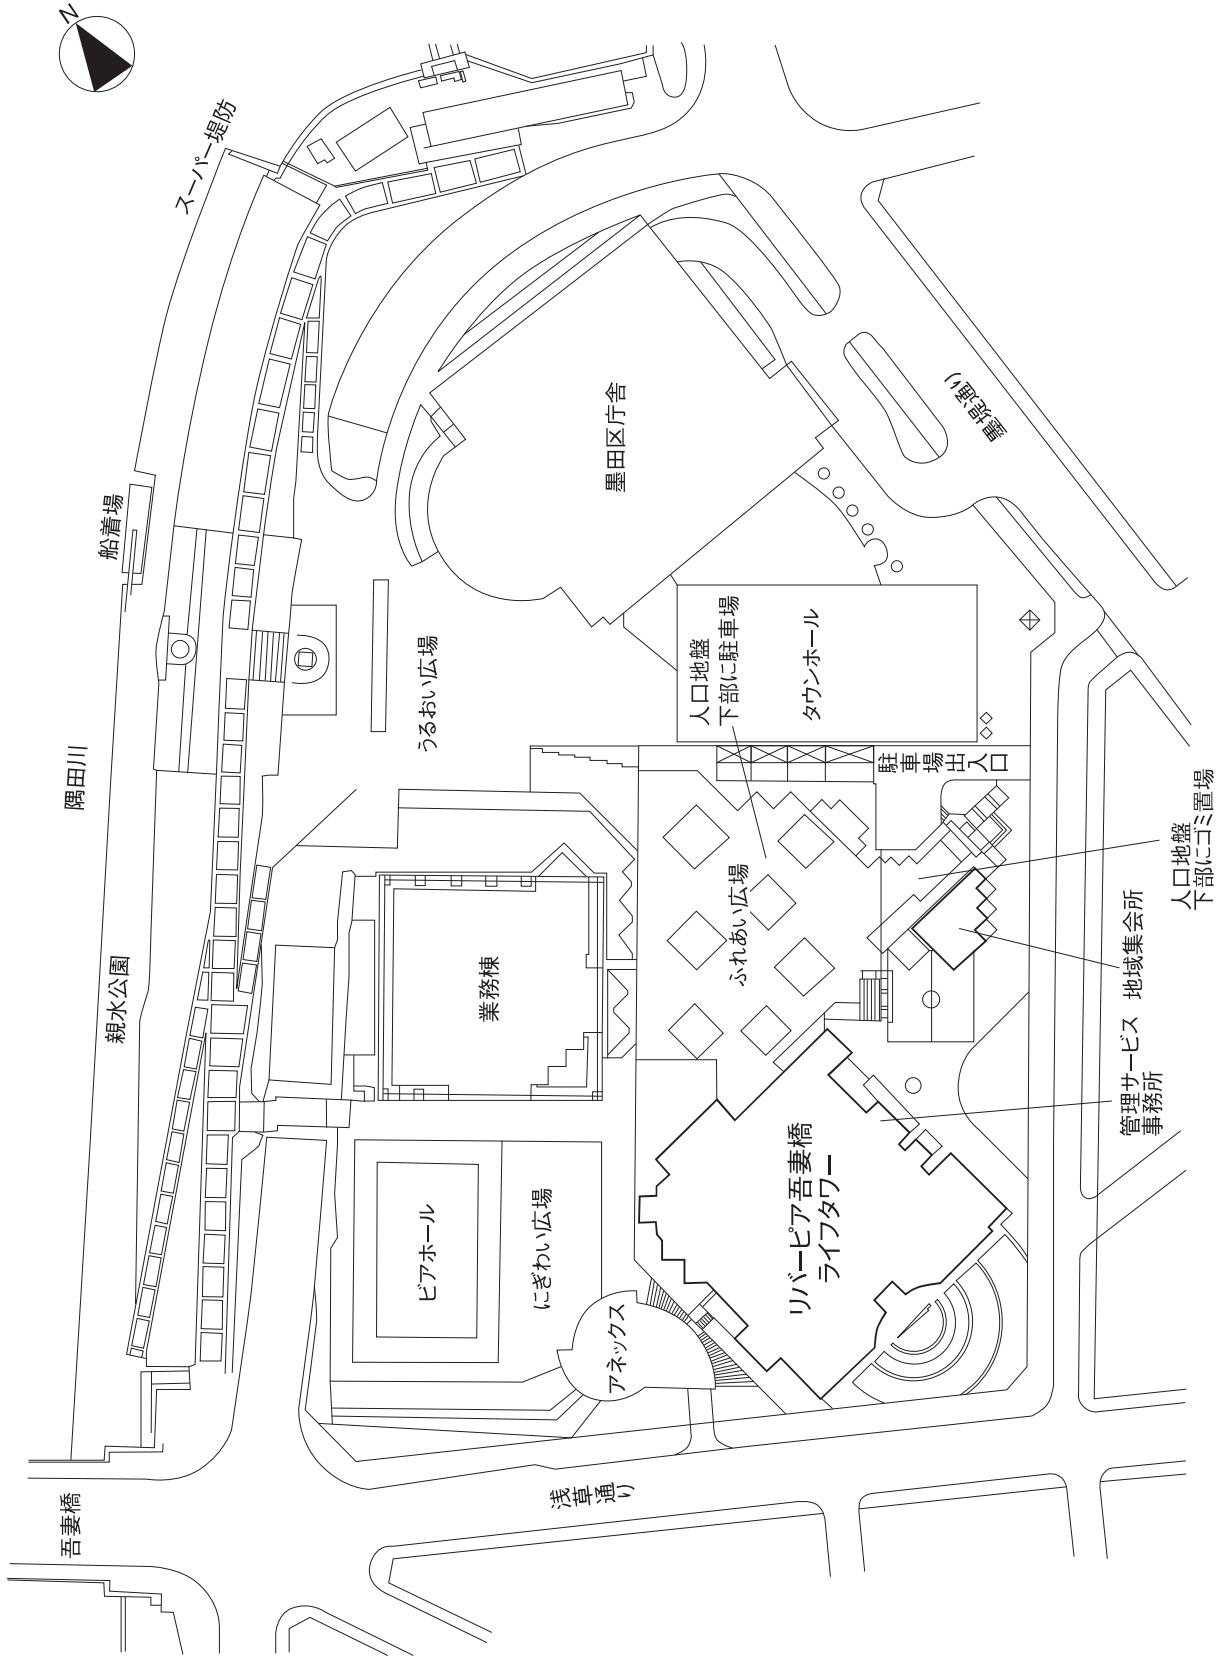 N
スーパー堤防
船着場
隅田川
親水公園
吾妻橋
墨田区庁舎
墨堤通り
うるおい広場
人口地盤
下部に駐車場
タウンホール
駐車場出入口
人口地盤
下部にゴミ置場
ふれあい広場
地域集会所
業務棟
管理サービス
事務所
ビアホール
にぎわい広場
リバーピア吾妻橋
ライフタワー
アネックス
浅草通り